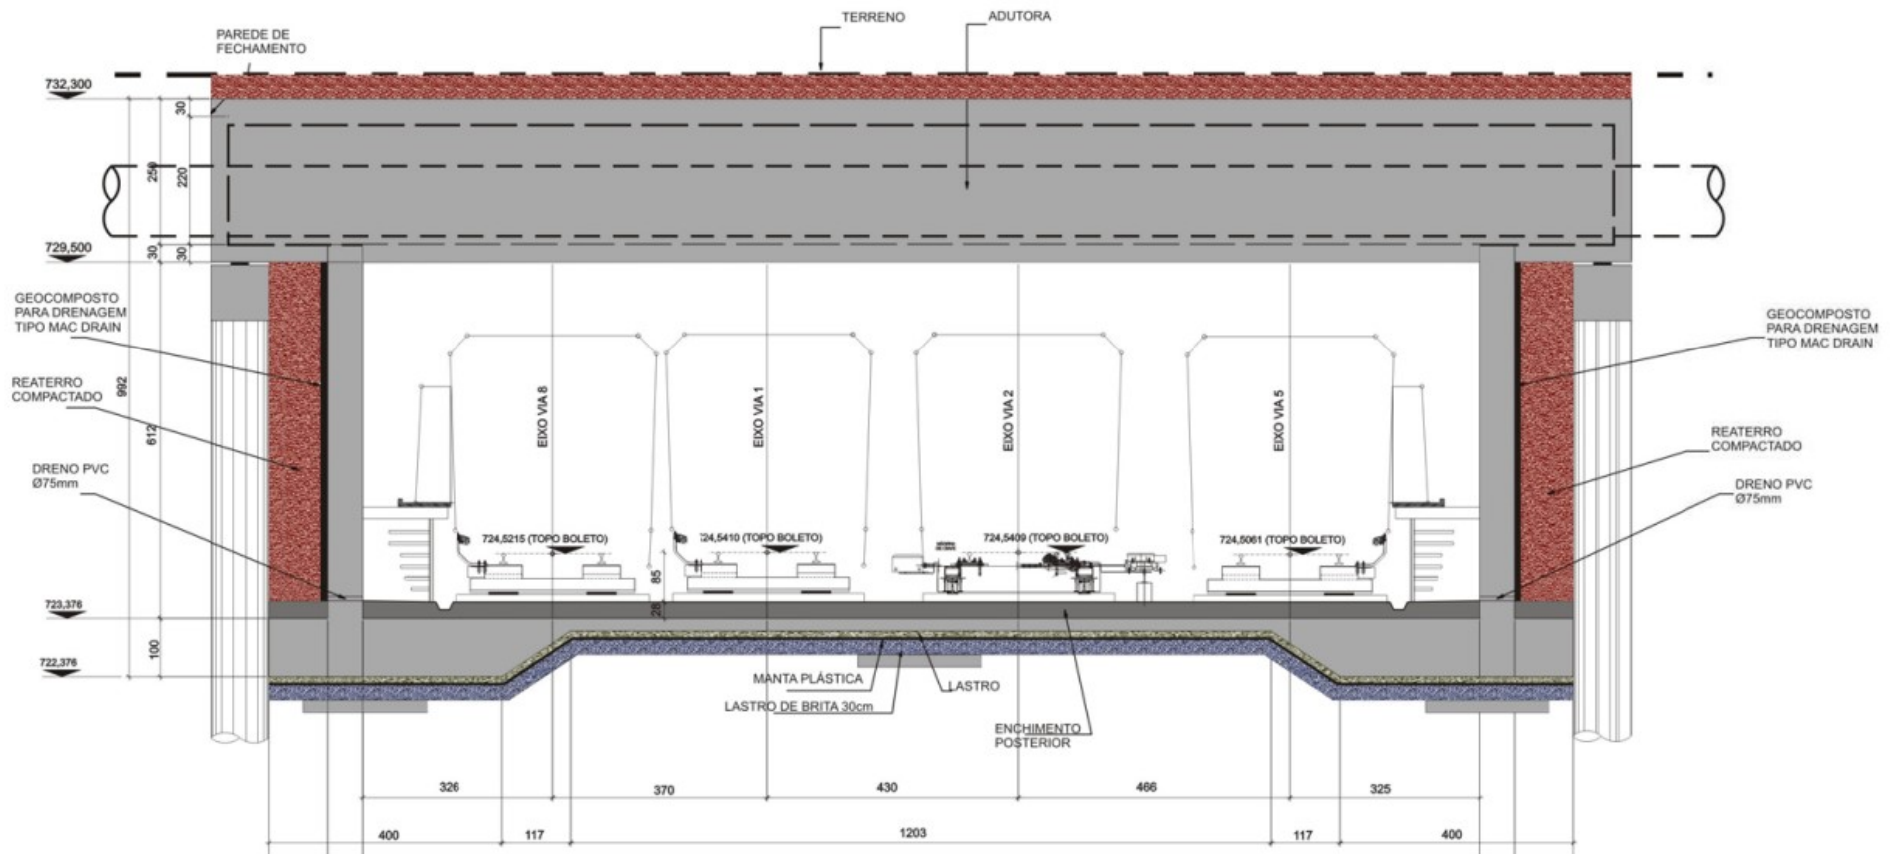 TERRENO
ADUTORA
PAREDE DE
FECHAMENTO
732,300
30
250
220
729,500
30
30
GEOCOMPOSTO
PARA DRENAGEM
TIPO MAC DRAIN
GEOCOMPOSTO
PARA DRENAGEM
TIPO MAC DRAIN
REATERRO
COMPACTADO
992
612
EIXO VIA 8
EIXO VIA 1
EIXO VIA 2
EIXO VIA 5
REATERRO
COMPACTADO
DRENO PVC
Ø75mm
DRENO PVC
Ø75mm
724,5215 (TOPO BOLETO)
724,5410 (TOPO BOLETO)
724,5409 (TOPO BOLETO)
724,5061 (TOPO BOLETO)
85
28
723,376
100
722,376
MANTA PLÁSTICA
LASTRO
LASTRO DE BRITA 30cm
ENCHIMENTO
POSTERIOR
326
370
430
466
325
400
117
1203
117
400